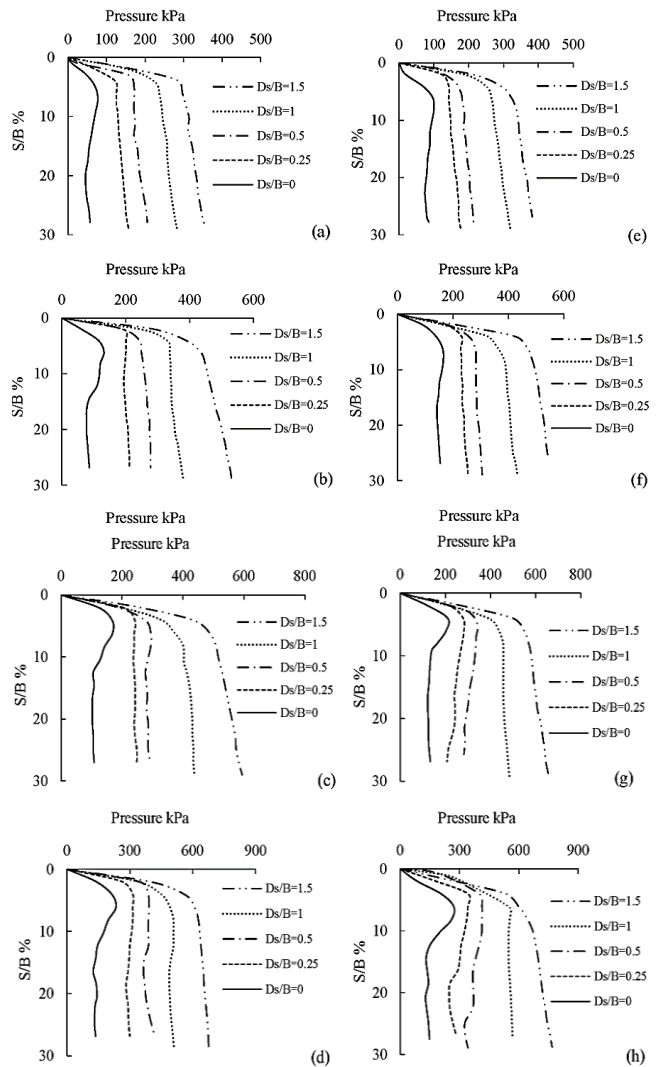 Pressure kPa
0 100 200 300 400 500
0
10
20
30
S/B %
Ds/B=1.5
Ds/B=1
Ds/B=0.5
Ds/B=0.25
Ds/B=0
(a)
Pressure kPa
0 100 200 300 400 500
0
10
20
30
S/B %
Ds/B=1.5
Ds/B=1
Ds/B=0.5
Ds/B=0.25
Ds/B=0
(e)
Pressure kPa
0 200 400 600
0
10
20
30
S/B %
Ds/B=1.5
Ds/B=1
Ds/B=0.5
Ds/B=0.25
Ds/B=0
(b)
Pressure kPa
0 200 400 600
0
10
20
30
S/B %
Ds/B=1.5
Ds/B=1
Ds/B=0.5
Ds/B=0.25
Ds/B=0
(f)
Pressure kPa
Pressure kPa
0 200 400 600 800
0
10
20
30
S/B %
Ds/B=1.5
Ds/B=1
Ds/B=0.5
Ds/B=0.25
Ds/B=0
(c)
Pressure kPa
Pressure kPa
0 200 400 600 800
0
10
20
30
S/B %
Ds/B=1.5
Ds/B=1
Ds/B=0.5
Ds/B=0.25
Ds/B=0
(g)
Pressure kPa
0 300 600 900
0
10
20
30
S/B %
Ds/B=1.5
Ds/B=1
Ds/B=0.5
Ds/B=0.25
Ds/B=0
(d)
Pressure kPa
0 300 600 900
0
10
20
30
S/B %
Ds/B=1.5
Ds/B=1
Ds/B=0.5
Ds/B=0.25
Ds/B=0
(h)